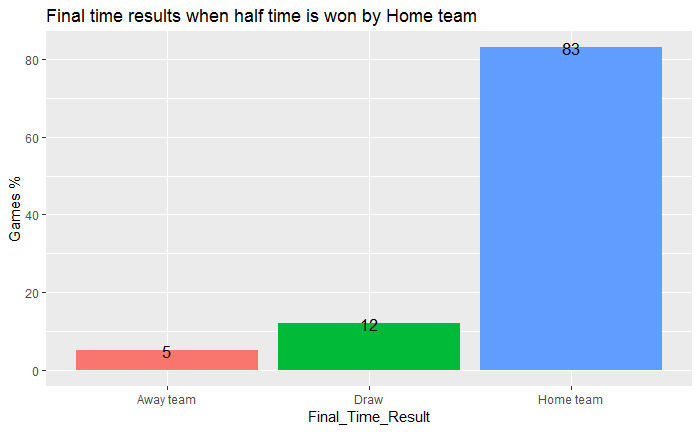 Final time results when half time is won by Home team
Games %
80
60
40
20
0
83
12
5
Away team
Draw
Home team
Final_Time_Result